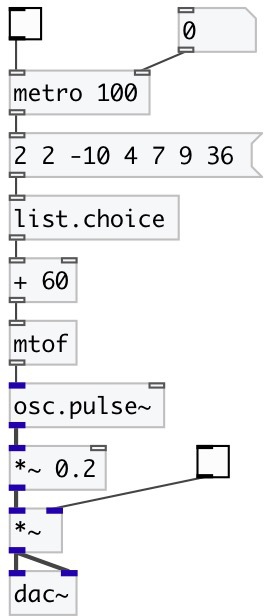 0
metro 100
2 2 -10 4 7 9 36
list.choice
+ 60
mtof
osc.pulse~
*~ 0.2
*~
dac~